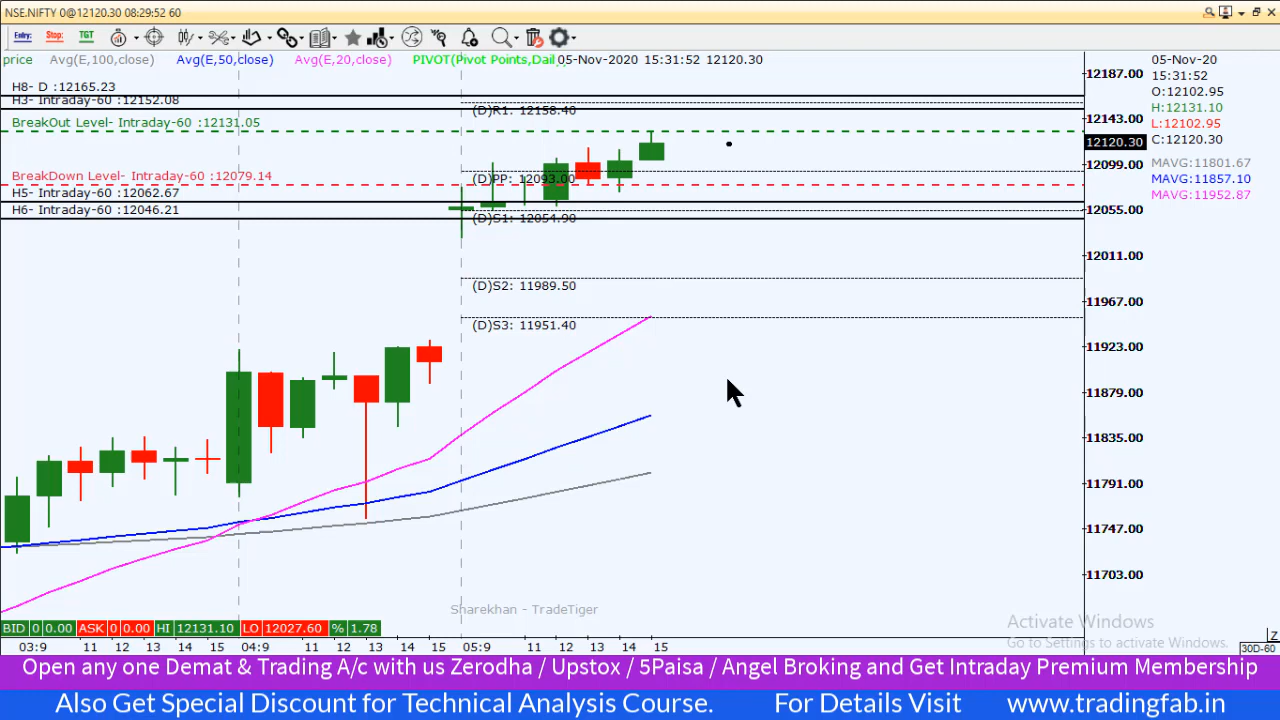 NSE.NIFTY 0@12120.30 08:29:52 60
Entry: Stop: TGT
price Avg(E,100,close) Avg(E,50,close) Avg(E,20,close) PIVOT(Pivot Points,Dail 05-Nov-2020 15:31:52 12120.30
05-Nov-20
15:31:52
O:12102.95
H:12131.10
L:12102.95
C:12120.30
MAVG:11801.67
MAVG:11857.10
MAVG:11952.87
H8- D :12165.23
H3- Intraday-60 :12152.08
(D)R1: 12158.40
BreakOut Level- Intraday-60 :12131.05
BreakDown Level- Intraday-60 :12079.14
(D)PP: 12093.00
H5- Intraday-60 :12062.67
H6- Intraday-60 :12046.21
(D)S1: 12054.90
(D)S2: 11989.50
(D)S3: 11951.40
12187.00
12143.00
12120.30
12099.00
12055.00
12011.00
11967.00
11923.00
11879.00
11835.00
11791.00
11747.00
11703.00
Sharekhan - TradeTiger
Activate Windows
Go to Settings to activate Windows.
BID 0 0.00 ASK 0 0.00 HI 12131.10 LO 12027.60 % 1.78
Z
03:9 11 12 13 14 15 04:9 11 12 13 14 15 05:9 11 12 13 14 15
30D-60
Open any one Demat & Trading A/c with us Zerodha / Upstox / 5Paisa / Angel Broking and Get Intraday Premium Membership
Also Get Special Discount for Technical Analysis Course. For Details Visit www.tradingfab.in